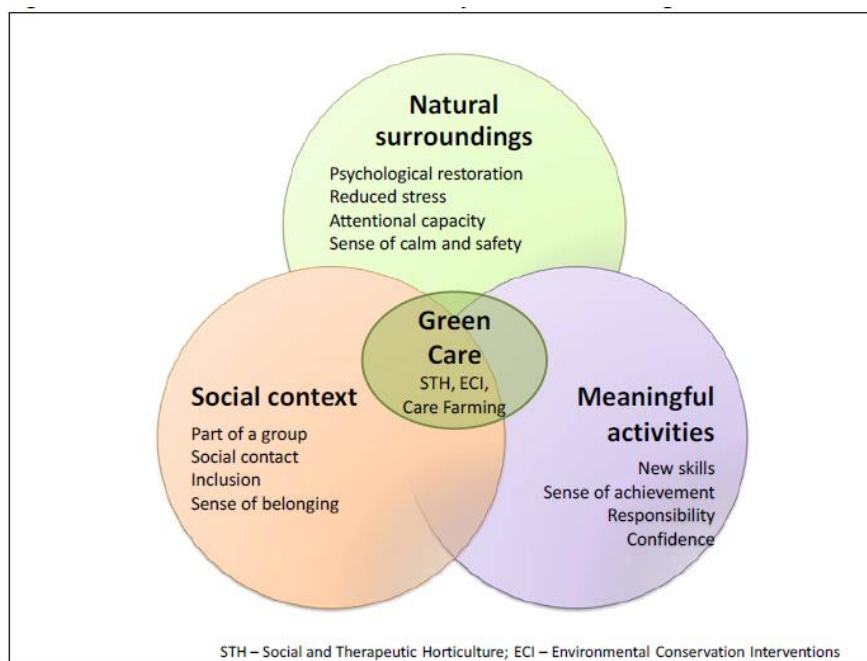 Natural
surroundings
Psychological restoration
Reduced stress
Attentional capacity
Sense of calm and safety
Green
Care
STH, ECI,
Care Farming
Social context
Part of a group
Social contact
Inclusion
Sense of belonging
Meaningful
activities
New skills
Sense of achievement
Responsibility
Confidence
STH – Social and Therapeutic Horticulture; ECI – Environmental Conservation Interventions